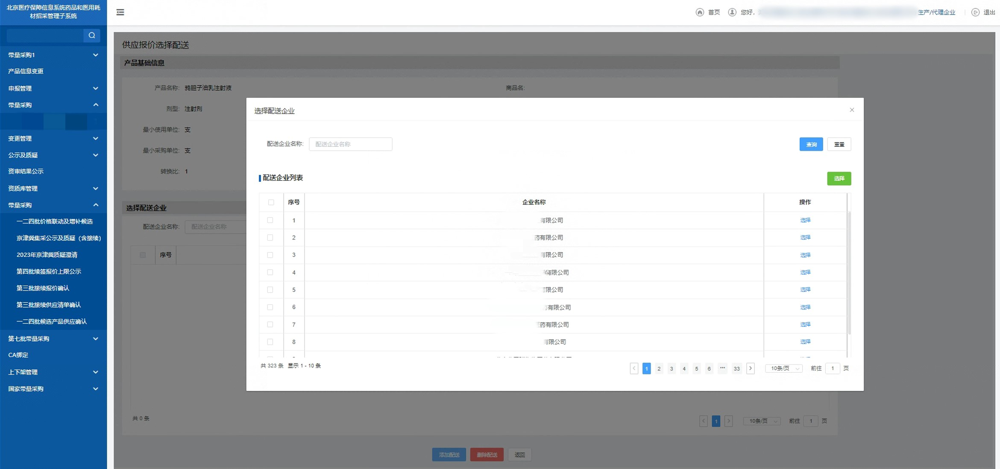 北京医疗保障信息系统药品和医用耗
材招采管理子系统
首页
您好，
生产/代理企业
退出
带量采购1
产品信息变更
申报管理
带量采购
变更管理
公示及质疑
资审结果公示
资质库管理
带量采购
一二四批价格联动及增补候选
京津冀集采公示及质疑（含接续）
2023年京津冀质疑澄清
第四批续签报价上限公示
第三批接续报价确认
第三批接续供应清单确认
一二四批候选产品供应确认
第七批带量采购
CA绑定
上下架管理
国家带量采购
供应报价选择配送
产品基础信息
产品名称: 鸦胆子油乳注射液
商品名:
剂型: 注射剂
最小使用单位: 支
最小采购单位: 支
转换比: 1
选择配送企业
配送企业名称: 配送企业名称
序号
共 0 条
1
10条/页
前往 1 页
添加配送 删除配送 返回
选择配送企业
配送企业名称: 配送企业名称
查询 重置
配送企业列表
选择
序号 企业名称 操作
1 有限公司 选择
2 药有限公司 选择
3 有限公司 选择
4 有限公司 选择
5 有限公司 选择
6 药有限公司 选择
7 医药有限公司 选择
8 有限公司 选择
共 323 条 显示 1 - 10 条
1 2 3 4 5 6 ••• 33
10条/页
前往 1 页